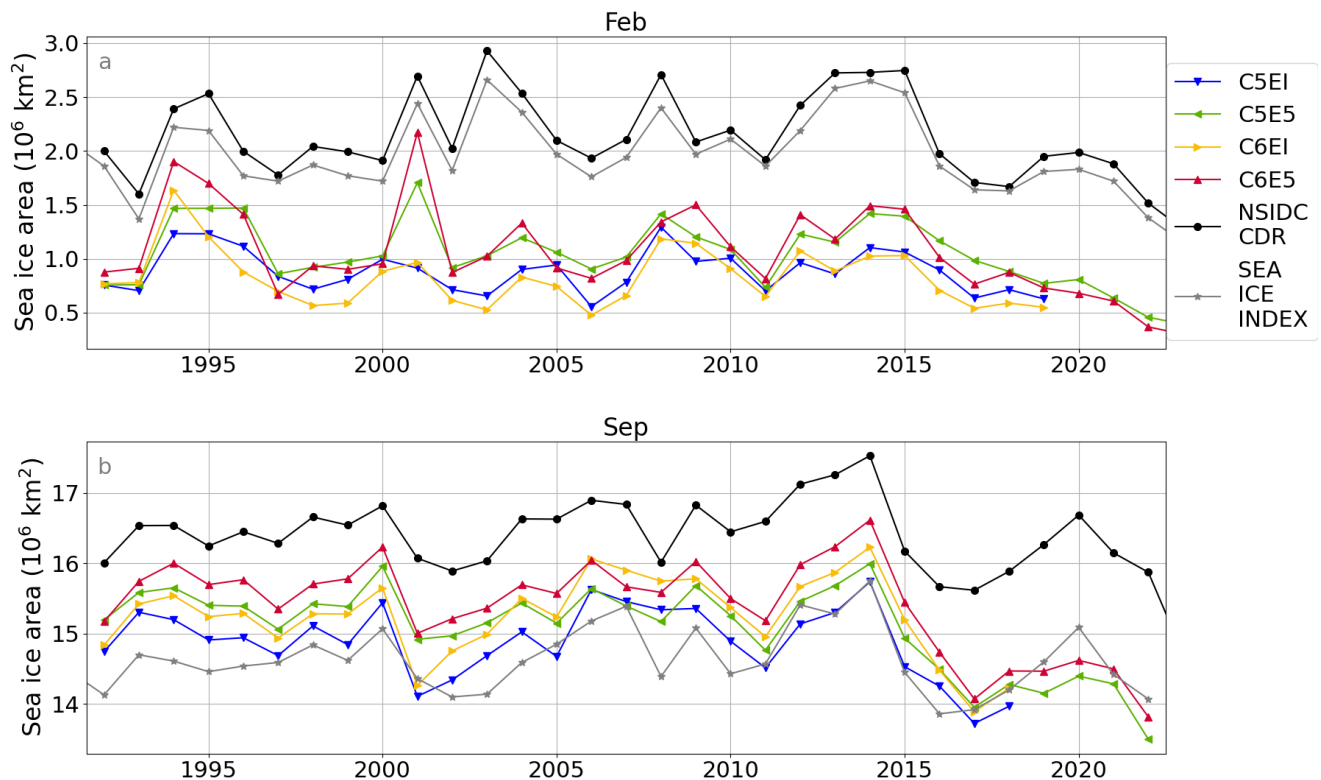 Feb
a
Sea ice area (10⁶ km²)
3.0
2.5
2.0
1.5
1.0
0.5
1995 2000 2005 2010 2015 2020
C5EI
C5E5
C6EI
C6E5
NSIDC
CDR
SEA
ICE
INDEX
Sep
b
Sea ice area (10⁶ km²)
17
16
15
14
1995 2000 2005 2010 2015 2020